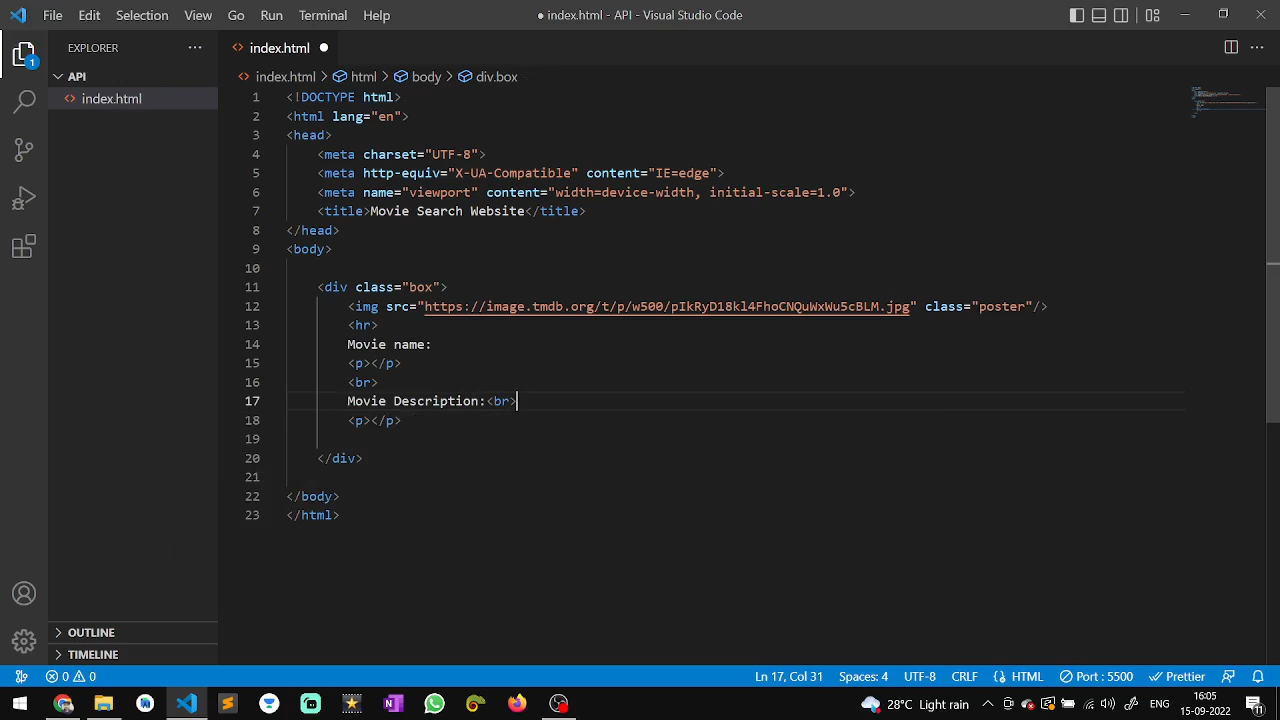 File Edit Selection View Go Run Terminal Help
● index.html - API - Visual Studio Code
EXPLORER
API
index.html
OUTLINE
TIMELINE
1
index.html
index.html > html > body > div.box
1 <!DOCTYPE html>
2 <html lang="en">
3 <head>
4 <meta charset="UTF-8">
5 <meta http-equiv="X-UA-Compatible" content="IE=edge">
6 <meta name="viewport" content="width=device-width, initial-scale=1.0">
7 <title>Movie Search Website</title>
8 </head>
9 <body>
10
11 <div class="box">
12 <img src="https://image.tmdb.org/t/p/w500/pIkRyD18kl4FhoCNQuWxWu5cBLM.jpg" class="poster"/>
13 <hr>
14 Movie name:
15 <p></p>
16 <br>
17 Movie Description:<br>
18 <p></p>
19
20 </div>
21
22 </body>
23 </html>
0 0
Ln 17, Col 31 Spaces: 4 UTF-8 CRLF HTML Port : 5500 Prettier
28°C Light rain
ENG
16:05
15-09-2022